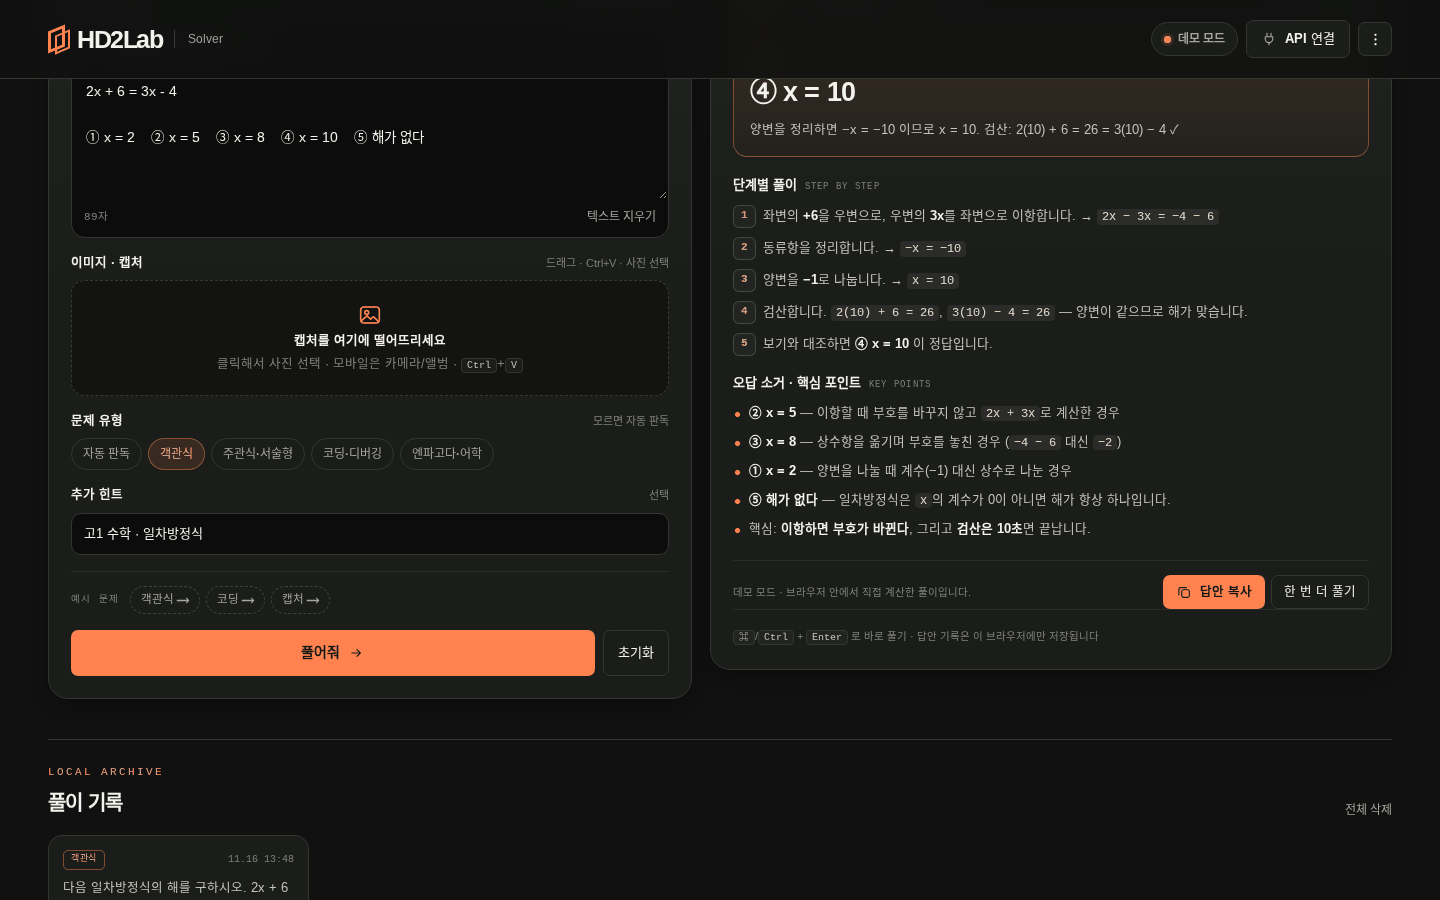 HD2Lab
Solver
데모 모드
API 연결
2x + 6 = 3x - 4
① x = 2 ② x = 5 ③ x = 8 ④ x = 10 ⑤ 해가 없다
89자
텍스트 지우기
이미지 · 캡처
드래그 · Ctrl+V · 사진 선택
캡처를 여기에 떨어뜨리세요
클릭해서 사진 선택 · 모바일은 카메라/앨범 · Ctrl+V
문제 유형
모르면 자동 판독
자동 판독
객관식
주관식·서술형
코딩·디버깅
엔파고다·어학
추가 힌트
선택
고1 수학 · 일차방정식
예시 문제
객관식 →
코딩 →
캡처 →
풀어줘 →
초기화
④ x = 10
양변을 정리하면 −x = −10 이므로 x = 10. 검산: 2(10) + 6 = 26 = 3(10) − 4 ✓
단계별 풀이 STEP BY STEP
1 좌변의 +6을 우변으로, 우변의 3x를 좌변으로 이항합니다. → 2x − 3x = −4 − 6
2 동류항을 정리합니다. → −x = −10
3 양변을 −1로 나눕니다. → x = 10
4 검산합니다. 2(10) + 6 = 26 , 3(10) − 4 = 26 — 양변이 같으므로 해가 맞습니다.
5 보기와 대조하면 ④ x = 10 이 정답입니다.
오답 소거 · 핵심 포인트 KEY POINTS
② x = 5 — 이항할 때 부호를 바꾸지 않고 2x + 3x로 계산한 경우
③ x = 8 — 상수항을 옮기며 부호를 놓친 경우 (−4 − 6 대신 −2)
① x = 2 — 양변을 나눌 때 계수(−1) 대신 상수로 나눈 경우
⑤ 해가 없다 — 일차방정식은 x의 계수가 0이 아니면 해가 항상 하나입니다.
핵심: 이항하면 부호가 바뀐다, 그리고 검산은 10초면 끝납니다.
데모 모드 · 브라우저 안에서 직접 계산한 풀이입니다.
답안 복사
한 번 더 풀기
⌘/Ctrl + Enter 로 바로 풀기 · 답안 기록은 이 브라우저에만 저장됩니다
LOCAL ARCHIVE
풀이 기록
전체 삭제
객관식
11.16 13:48
다음 일차방정식의 해를 구하시오. 2x + 6